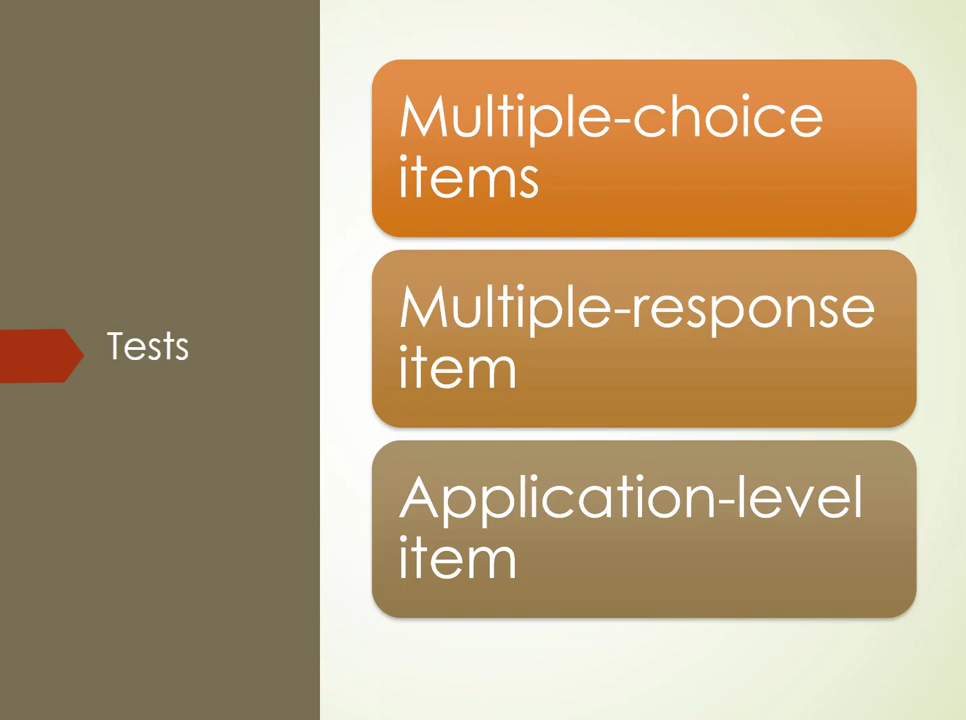 Tests
Multiple-choice
items
Multiple-response
item
Application-level
item